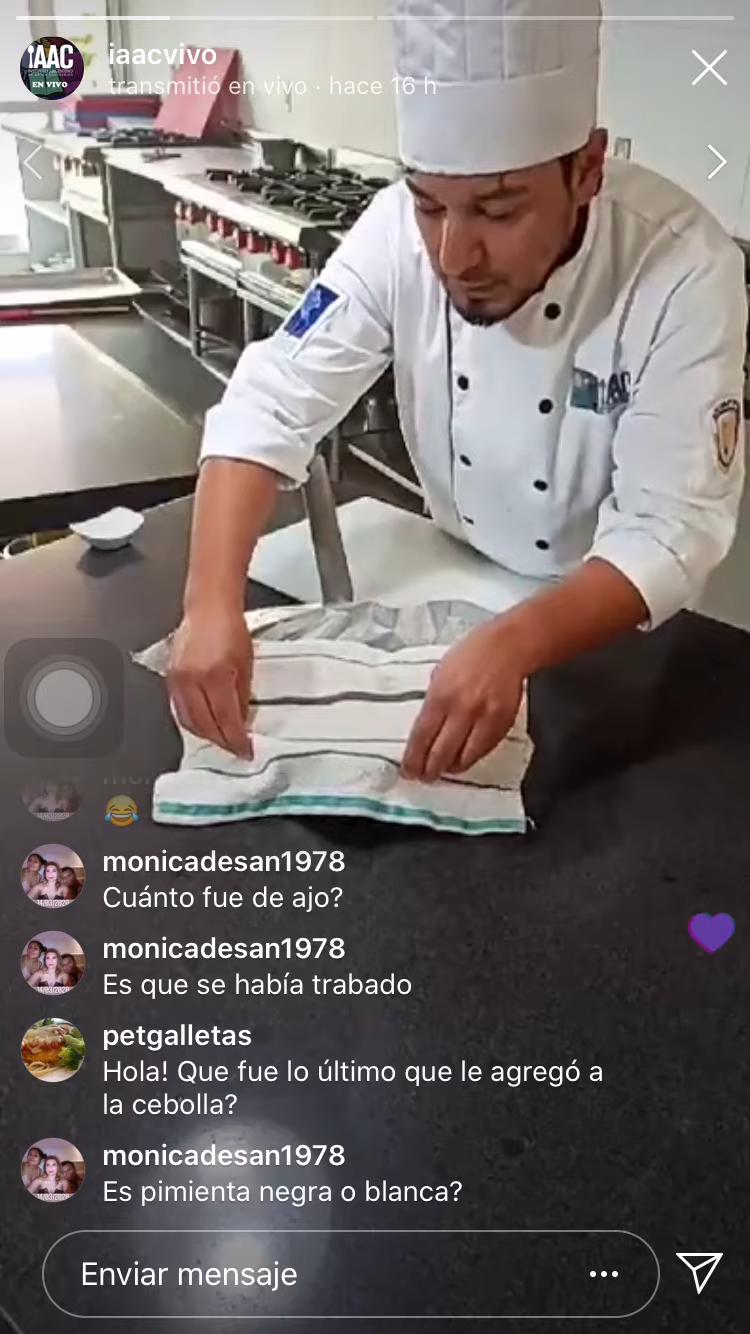 iAAC
EN VIVO
iaacvivo
transmitió en vivo · hace 16 h
😂
monicadesan1978
Cuánto fue de ajo?
monicadesan1978
Es que se había trabado
petgalletas
Hola! Que fue lo último que le agregó a
la cebolla?
monicadesan1978
Es pimienta negra o blanca?
Enviar mensaje